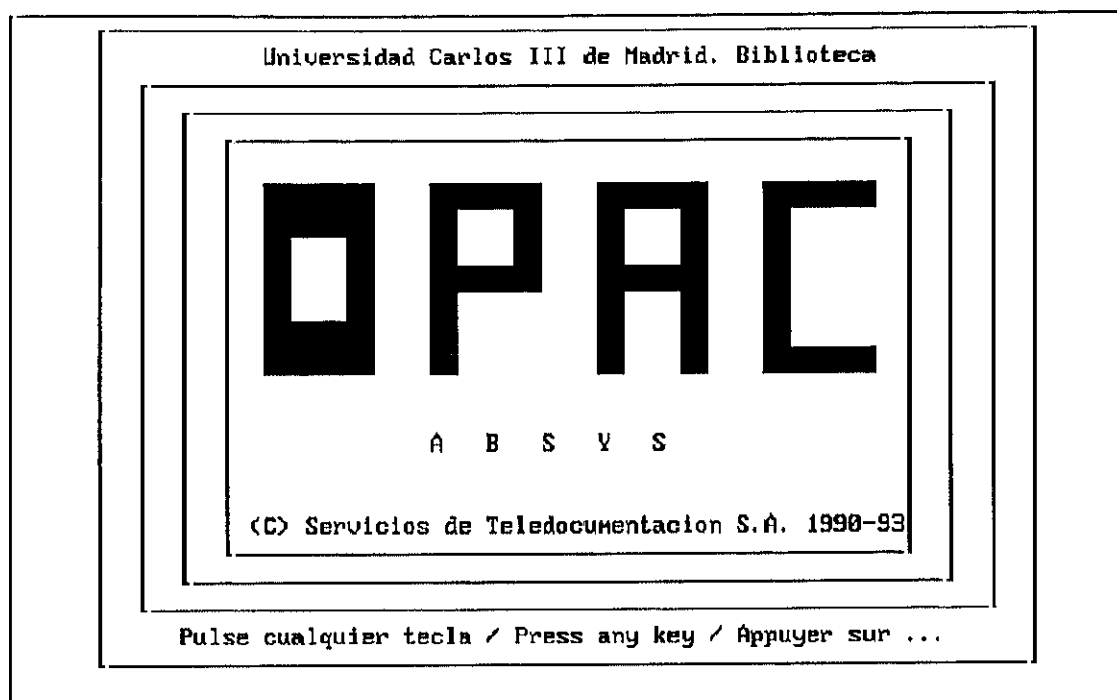 Universidad Carlos III de Madrid. Biblioteca
OPAC
A B S Y S
(C) Servicios de Teledocumentacion S.A. 1990-93
Pulse cualquier tecla / Press any key / Appuyer sur ...